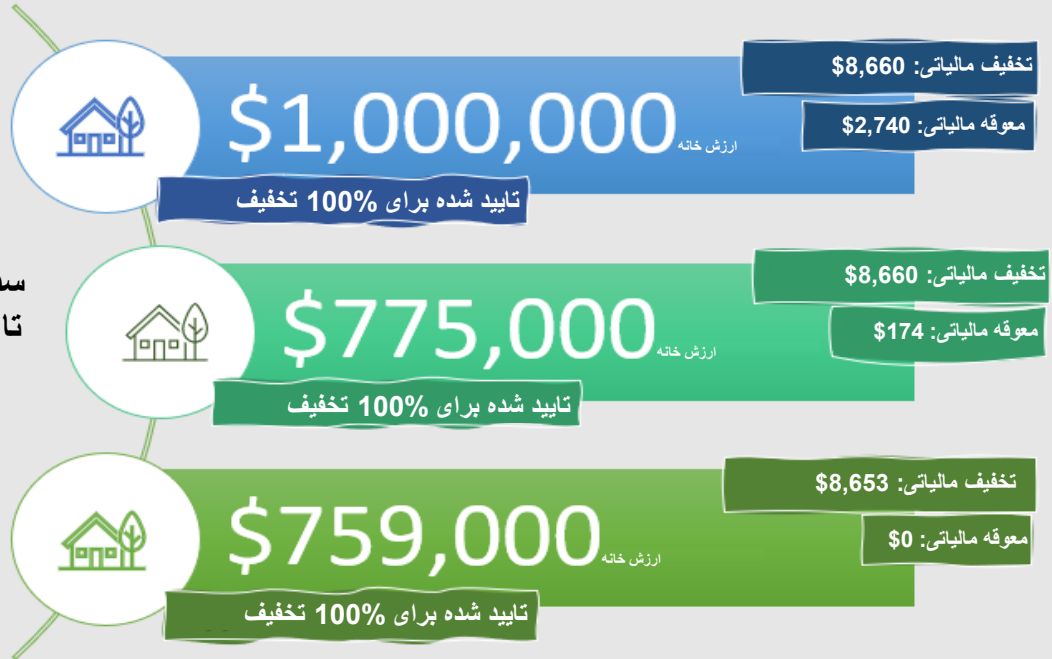 تخفیف مالیاتی: $8,660
معوقه مالیاتی: $2,740
$1,000,000 ارزش خانه
تایید شده برای 100% تخفیف
تخفیف مالیاتی: $8,660
معوقه مالیاتی: $174
$775,000 ارزش خانه
تایید شده برای 100% تخفیف
تخفیف مالیاتی: $8,653
معوقه مالیاتی: $0
$759,000 ارزش خانه
تایید شده برای 100% تخفیف